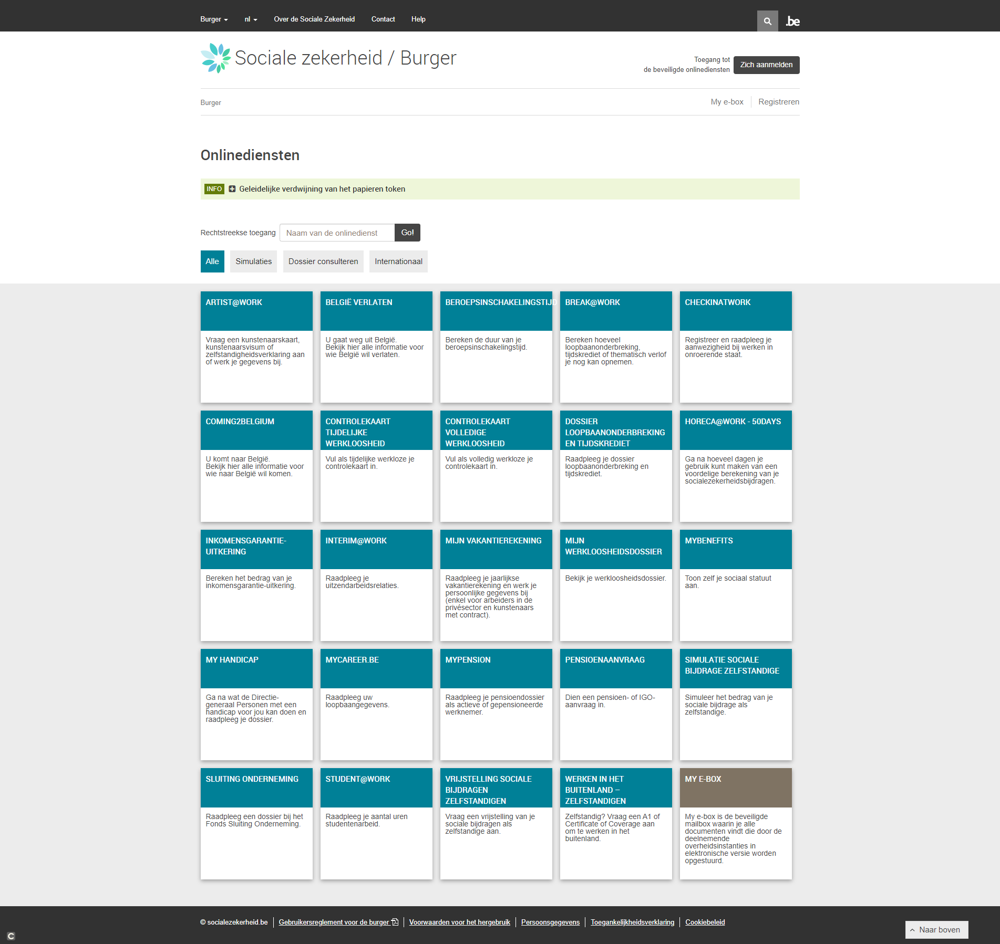 Burger
nl
Over de Sociale Zekerheid
Contact
Help
.be
Sociale zekerheid / Burger
Toegang tot
de beveiligde onlinediensten
Zich aanmelden
Burger
My e-box
Registreren
Onlinediensten
INFO Geleidelijke verdwijning van het papieren token
Rechtstreekse toegang
Naam van de onlinedienst
Go!
Alle
Simulaties
Dossier consulteren
Internationaal
ARTIST@WORK
Vraag een kunstenaarskaart,
kunstenaarsvisum of
zelfstandigheidsverklaring aan
of werk je gegevens bij.
BELGIË VERLATEN
U gaat weg uit België.
Bekijk hier alle informatie voor
wie België wil verlaten.
BEROEPSINSCHAKELINGSTIJD
Bereken de duur van je
beroepsinschakelingstijd.
BREAK@WORK
Bereken hoeveel
loopbaanonderbreking,
tijdskrediet of thematisch verlof
je nog kan opnemen.
CHECKINATWORK
Registreer en raadpleeg je
aanwezigheid bij werken in
onroerende staat.
COMING2BELGIUM
U komt naar België.
Bekijk hier alle informatie voor
wie naar België wil komen.
CONTROLEKAART
TIJDELIJKE
WERKLOOSHEID
Vul als tijdelijke werkloze je
controlekaart in.
CONTROLEKAART
VOLLEDIGE
WERKLOOSHEID
Vul als volledig werkloze je
controlekaart in.
DOSSIER
LOOPBAANONDERBREKING
EN TIJDSKREDIET
Raadpleeg je dossier
loopbaanonderbreking en
tijdskrediet.
HORECA@WORK - 50DAYS
Ga na hoeveel dagen je
gebruik kunt maken van een
voordelige berekening van je
socialezekerheidsbijdragen.
INKOMENSGARANTIE-
UITKERING
Bereken het bedrag van je
inkomensgarantie-uitkering.
INTERIM@WORK
Raadpleeg je
uitzendarbeidsrelaties.
MIJN VAKANTIEREKENING
Raadpleeg je jaarlijkse
vakantierekening en werk je
persoonlijke gegevens bij
(enkel voor arbeiders in de
privésector en kunstenaars
met contract).
MIJN
WERKLOOSHEIDSDOSSIER
Bekijk je werkloosheidsdossier.
MYBENEFITS
Toon zelf je sociaal statuut
aan.
MY HANDICAP
Ga na wat de Directie-
generaal Personen met een
handicap voor jou kan doen en
raadpleeg je dossier.
MYCAREER.BE
Raadpleeg uw
loopbaangegevens.
MYPENSION
Raadpleeg je pensioendossier
als actieve of gepensioneerde
werknemer.
PENSIOENAANVRAAG
Dien een pensioen- of IGO-
aanvraag in.
SIMULATIE SOCIALE
BIJDRAGE ZELFSTANDIGE
Simuleer het bedrag van je
sociale bijdrage als
zelfstandige.
SLUITING ONDERNEMING
Raadpleeg een dossier bij het
Fonds Sluiting Onderneming.
STUDENT@WORK
Raadpleeg je aantal uren
studentenarbeid.
VRIJSTELLING SOCIALE
BIJDRAGEN
ZELFSTANDIGEN
Vraag een vrijstelling van je
sociale bijdragen als
zelfstandige aan.
WERKEN IN HET
BUITENLAND –
ZELFSTANDIGEN
Zelfstandig? Vraag een A1 of
Certificate of Coverage aan
om te werken in het
buitenland.
MY E-BOX
My e-box is de beveiligde
mailbox waarin je alle
documenten vindt die door de
deelnemende
overheidsinstanties in
elektronische versie worden
opgestuurd.
© socialezekerheid.be
Gebruikersreglement voor de burger
Voorwaarden voor het hergebruik
Persoonsgegevens
Toegankelijkheidsverklaring
Cookiebeleid
Naar boven
C